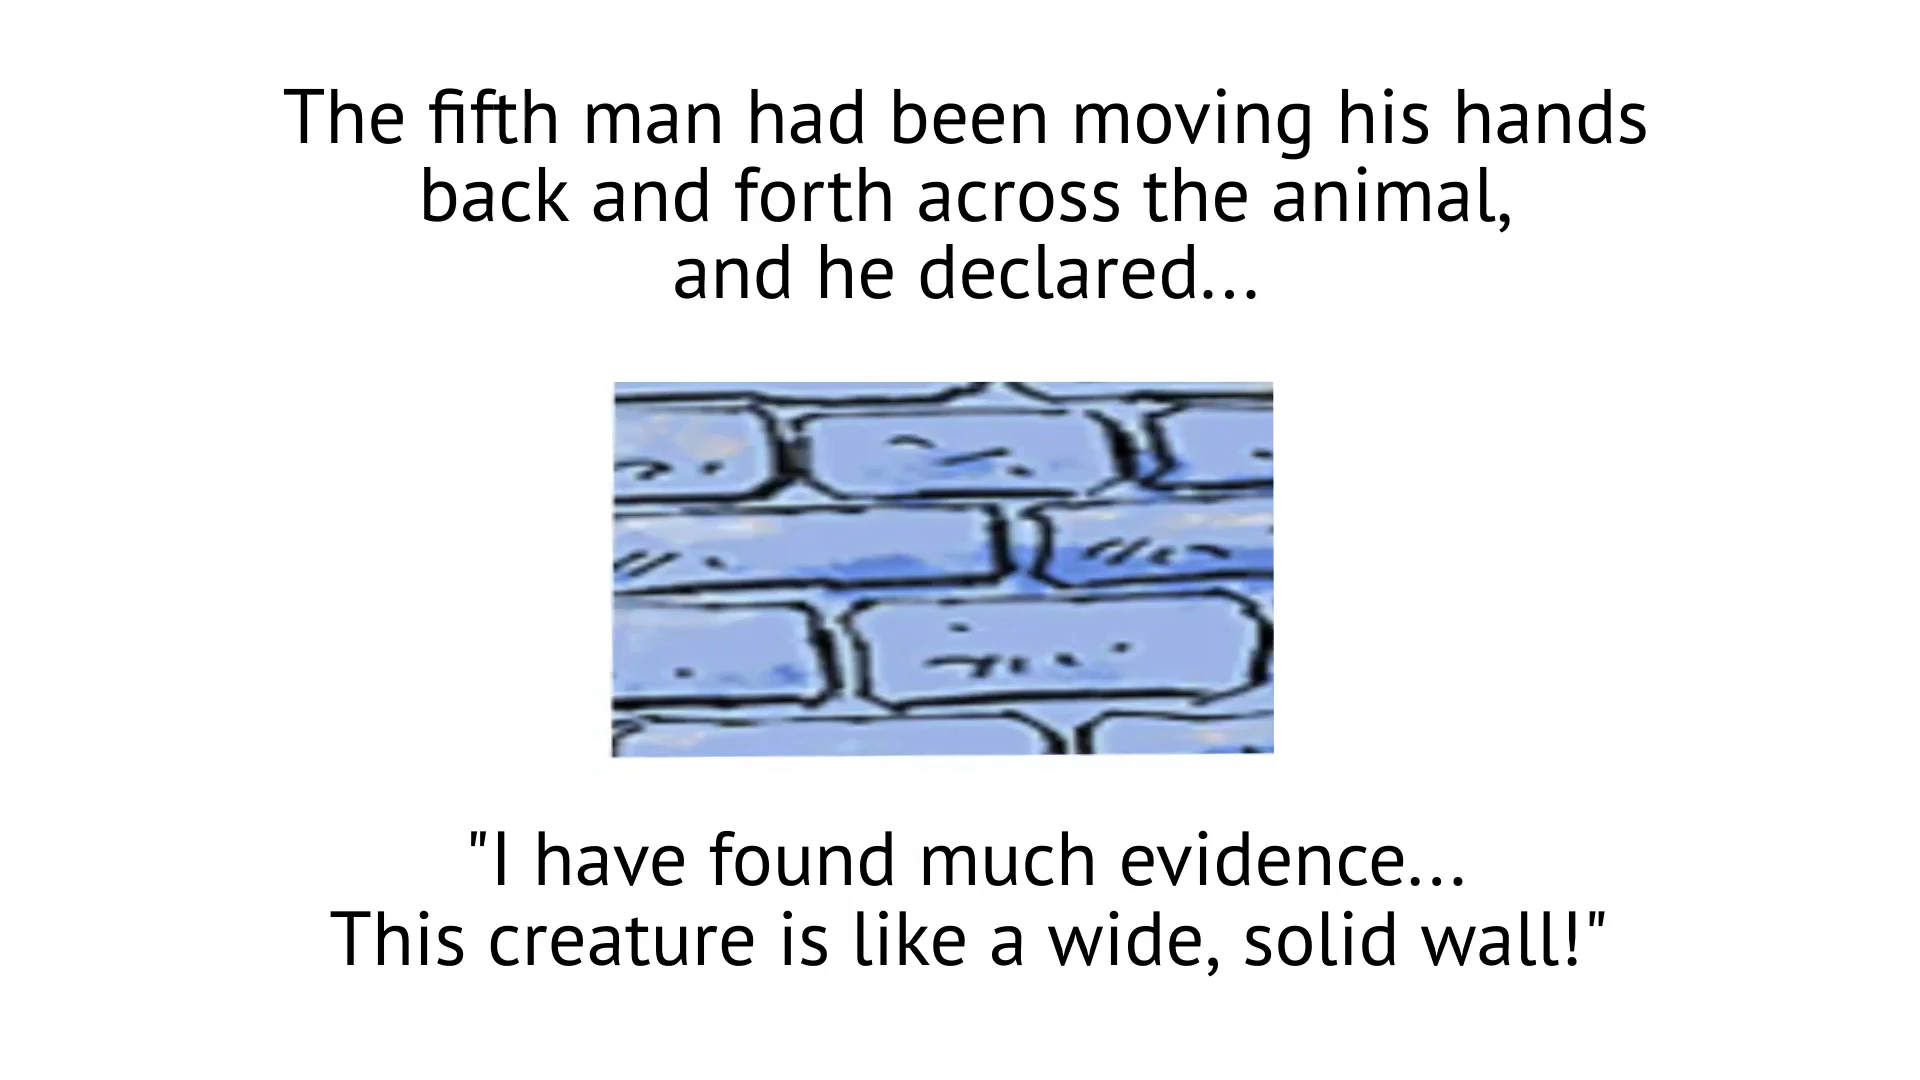 The fifth man had been moving his hands
back and forth across the animal,
and he declared...
"I have found much evidence...
This creature is like a wide, solid wall!"